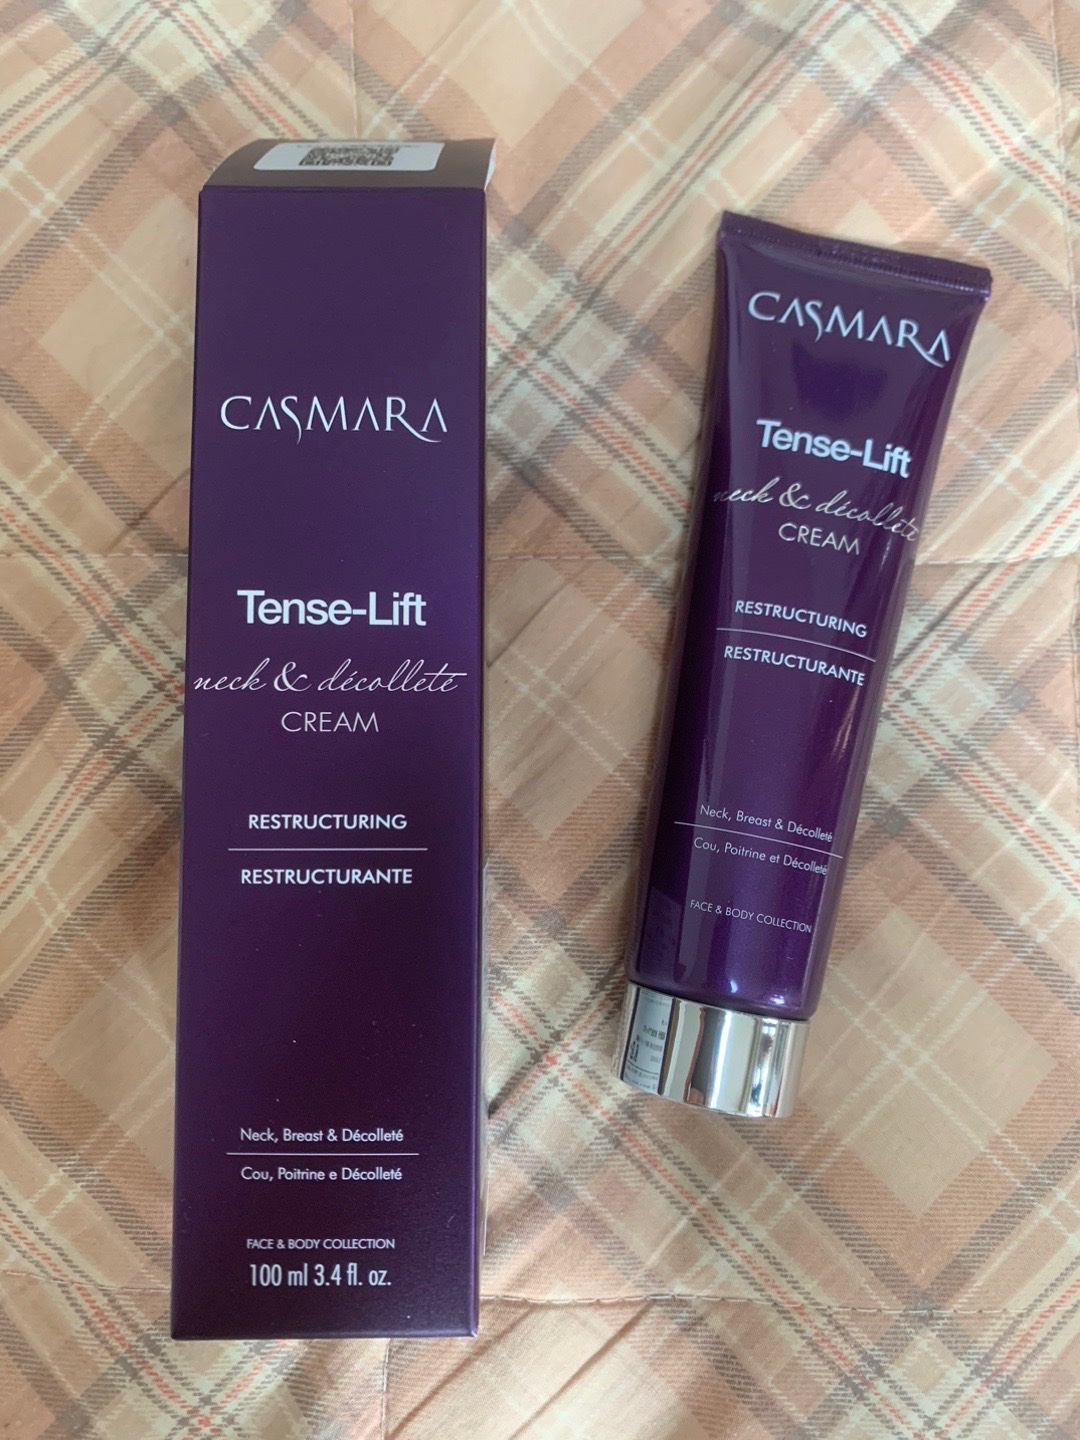 CASMARA
Tense-Lift
neck & décolleté
CREAM
RESTRUCTURING
RESTRUCTURANTE
Neck, Breast & Décolleté
Cou, Poitrine e Décolleté
FACE & BODY COLLECTION
100 ml 3.4 fl. oz.
CASMARA
Tense-Lift
neck & décolleté
CREAM
RESTRUCTURING
RESTRUCTURANTE
Neck, Breast & Décolleté
Cou, Poitrine et Décolleté
FACE & BODY COLLECTION